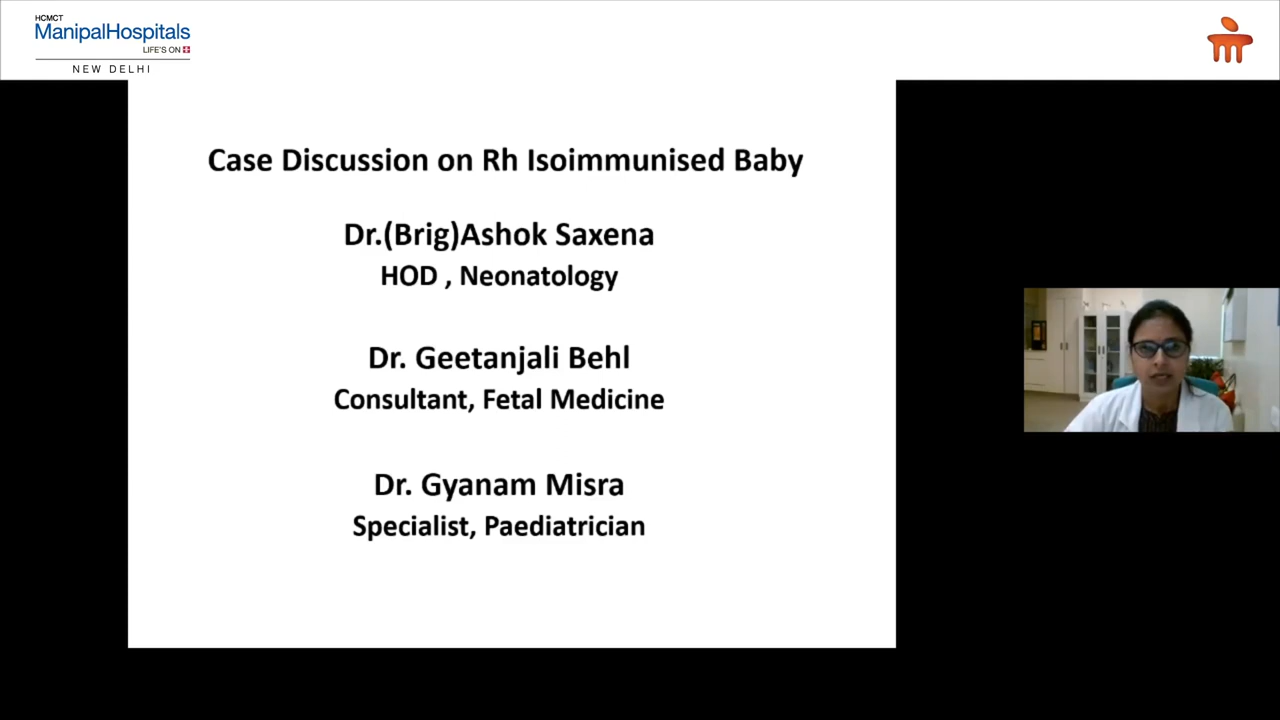 HCMCT
ManipalHospitals
LIFE'S ON
NEW DELHI
Case Discussion on Rh Isoimmunised Baby
Dr.(Brig)Ashok Saxena
HOD , Neonatology
Dr. Geetanjali Behl
Consultant, Fetal Medicine
Dr. Gyanam Misra
Specialist, Paediatrician